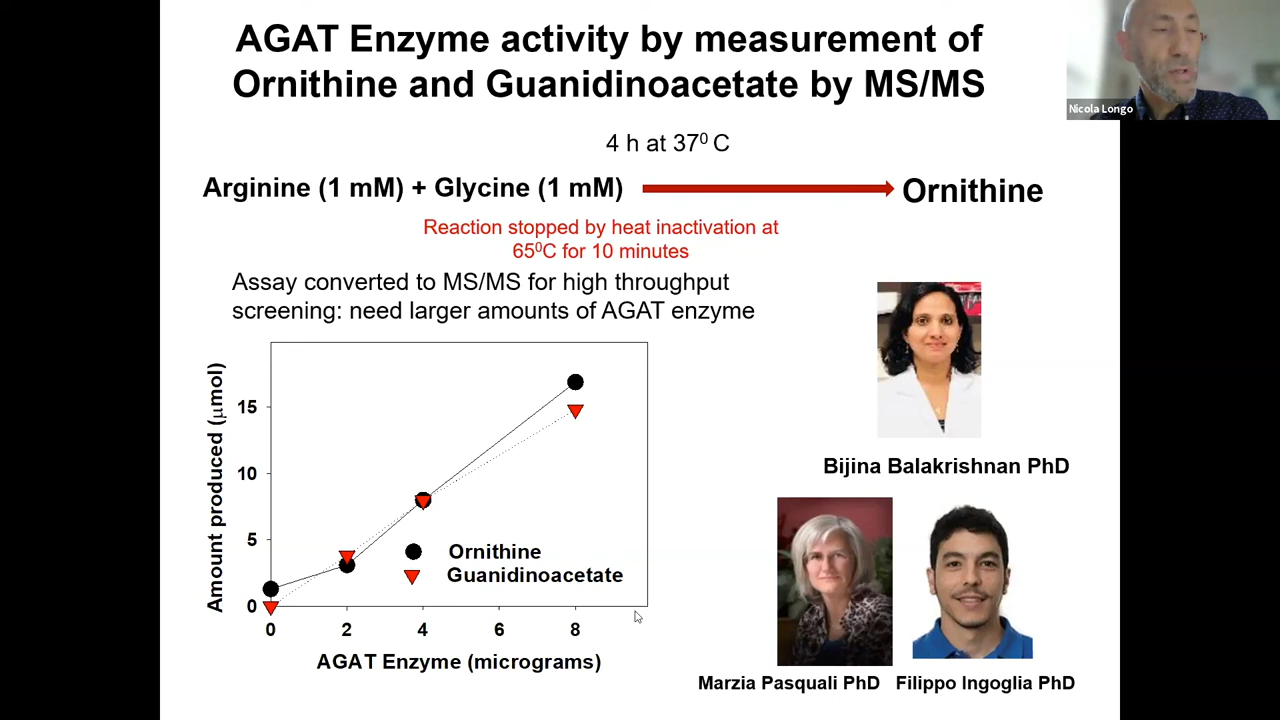 AGAT Enzyme activity by measurement of
Ornithine and Guanidinoacetate by MS/MS
Nicola Longo
4 h at 37⁰ C
Arginine (1 mM) + Glycine (1 mM)
Ornithine
Reaction stopped by heat inactivation at
65⁰C for 10 minutes
Assay converted to MS/MS for high throughput
screening: need larger amounts of AGAT enzyme
Amount produced (μmol)
15
10
5
0
Ornithine
Guanidinoacetate
0 2 4 6 8
AGAT Enzyme (micrograms)
Bijina Balakrishnan PhD
Marzia Pasquali PhD
Filippo Ingoglia PhD